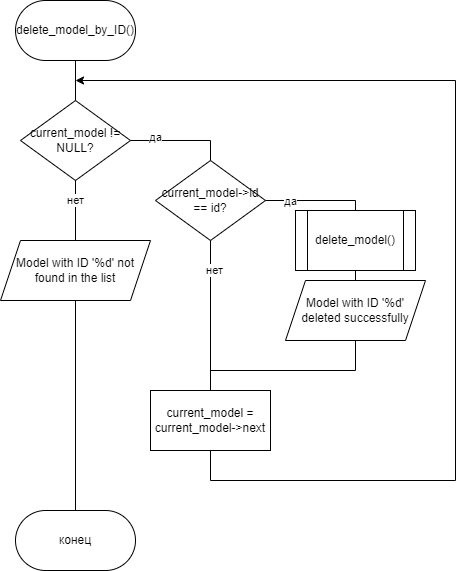 delete_model_by_ID()
current_model !=
NULL?
да
нет
current_model->id
== id?
да
нет
delete_model()
Model with ID '%d' not
found in the list
Model with ID '%d'
deleted successfully
current_model =
current_model->next
конец